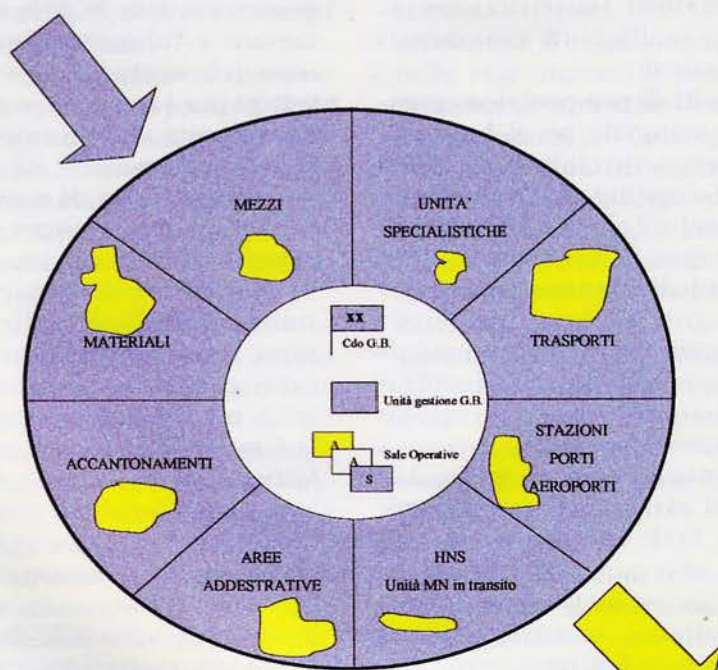 MEZZI
UNITA'
SPECIALISTICHE
MATERIALI
TRASPORTI
XX
Cdo G.B.
Unità gestione G.B.
A
A
S
Sale Operative
ACCANTONAMENTI
STAZIONI
PORTI
AEROPORTI
AREE
ADDESTRATIVE
HNS
Unità MN in transito